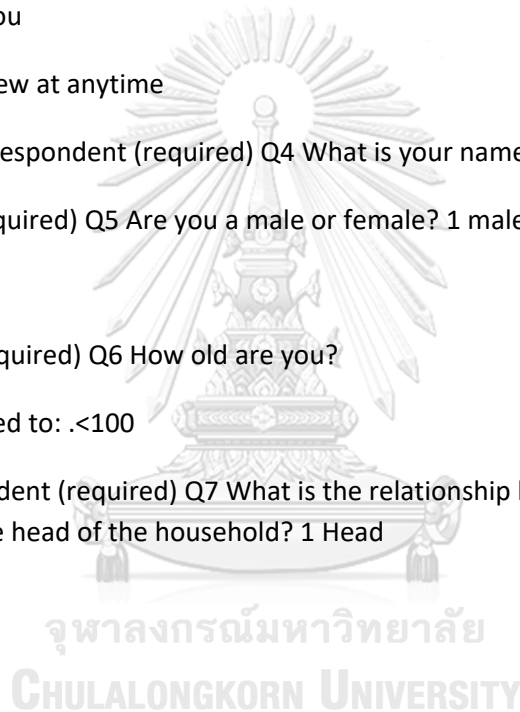 ou
ew at anytime
espondent (required) Q4 What is your name
quired) Q5 Are you a male or female? 1 male
quired) Q6 How old are you?
ed to: .<100
dent (required) Q7 What is the relationship
e head of the household? 1 Head
จุฬาลงกรณ์มหาวิทยาลัย
CHULALONGKORN UNIVERSITY